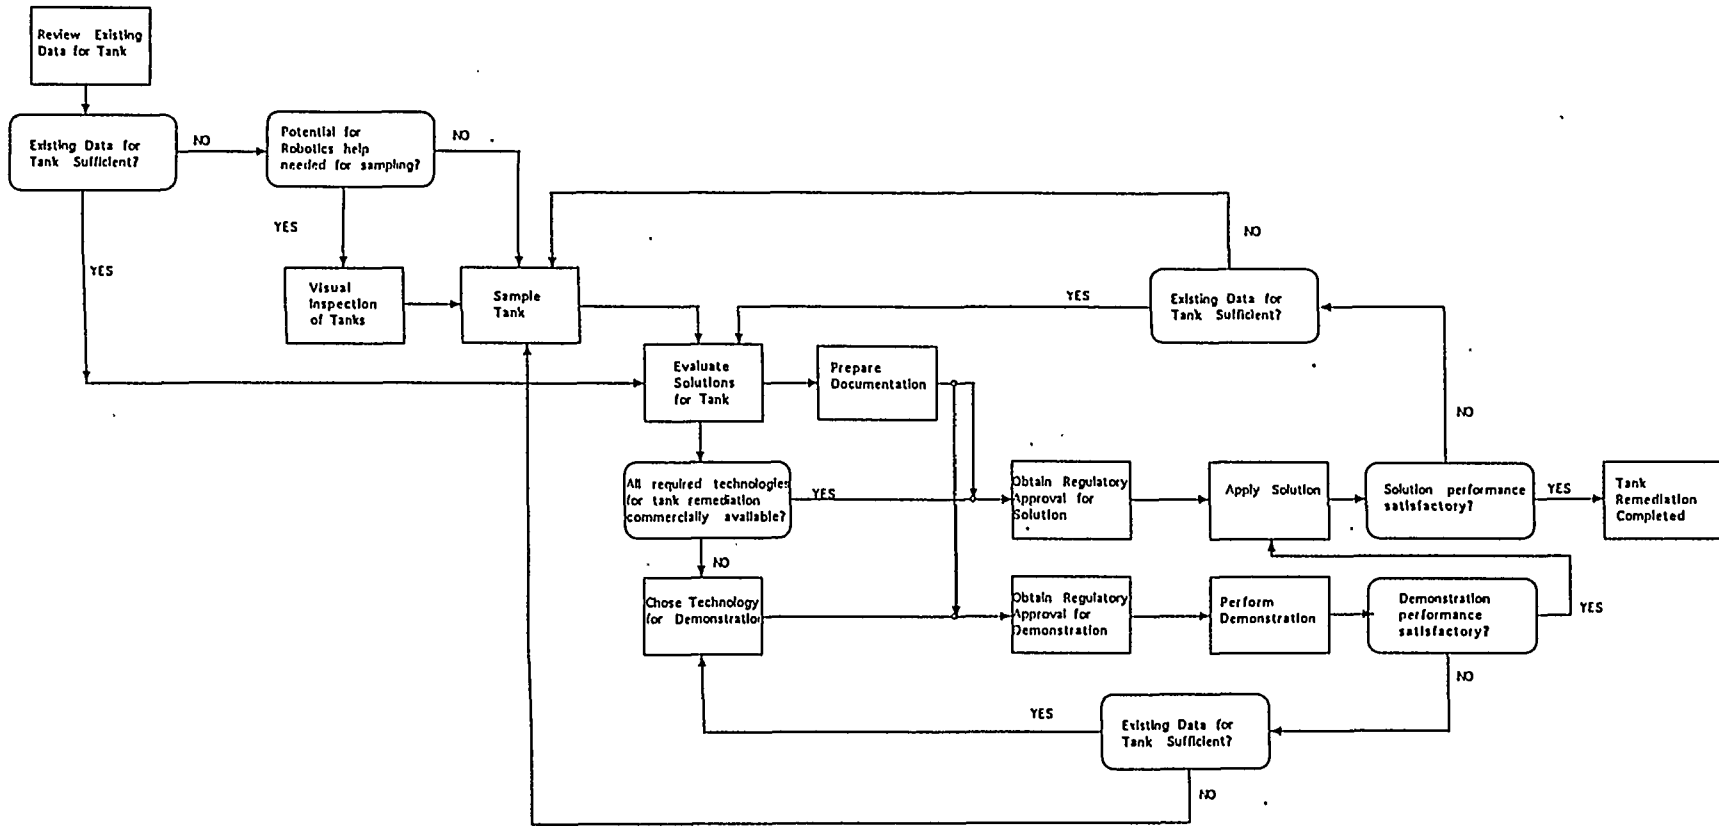 Review Existing
Data for Tank
Existing Data for
Tank Sufficient?
NO
Potential for
Robotics help
needed for sampling?
NO
YES
YES
Visual
Inspection
of Tanks
Sample
Tank
NO
Existing Data for
Tank Sufficient?
YES
Evaluate
Solutions
for Tank
Prepare
Documentation
NO
All required technologies
for tank remediation
commercially available?
YES
Obtain Regulatory
Approval for
Solution
Apply Solution
Solution performance
satisfactory?
YES
Tank
Remediation
Completed
NO
Chose Technology
for Demonstration
Obtain Regulatory
Approval for
Demonstration
Perform
Demonstration
Demonstration
performance
satisfactory?
YES
NO
YES
Existing Data for
Tank Sufficient?
NO